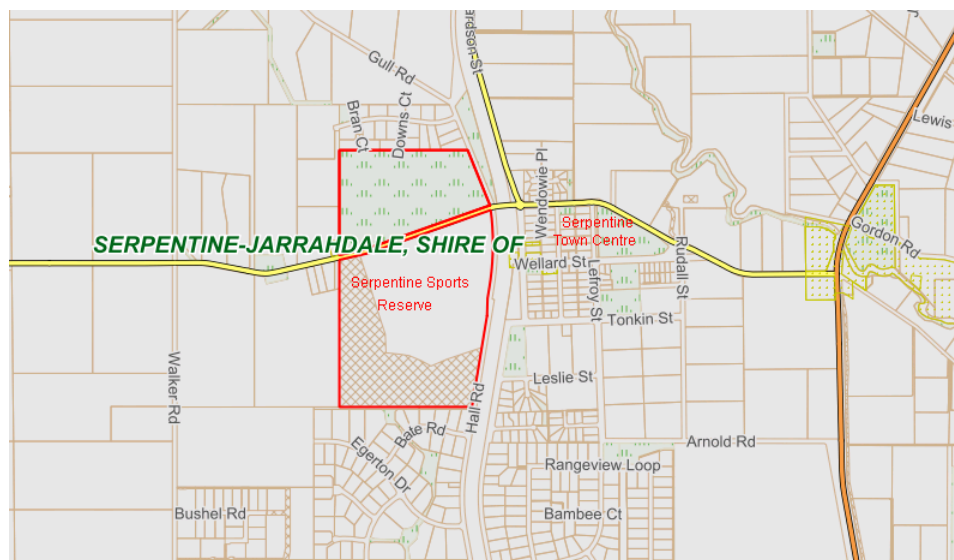 ardson St
Gull Rd
Lewis
Bran Ct
Downs Ct
Wendowie Pl
Serpentine
Town Centre
Gordon Rd
SERPENTINE-JARRAHDALE, SHIRE OF
Wellard St
Lefroy St
Rudall St
Serpentine Sports
Reserve
Tonkin St
Walker Rd
Hall Rd
Leslie St
Bate Rd
Egerton Dr
Arnold Rd
Rangeview Loop
Bushel Rd
Bambee Ct